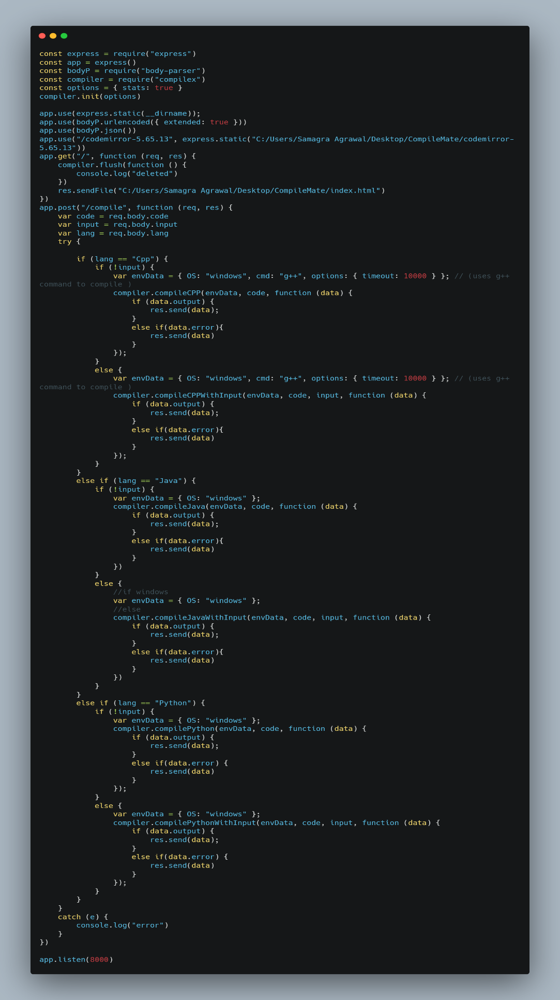 const express = require("express")
const app = express()
const bodyP = require("body-parser")
const compiler = require("compilex")
const options = { stats: true }
compiler.init(options)

app.use(express.static(__dirname));
app.use(bodyP.urlencoded({ extended: true }))
app.use(bodyP.json())
app.use("/codemirror-5.65.13", express.static("C:/Users/Samagra Agrawal/Desktop/CompileMate/codemirror-
5.65.13"))
app.get("/", function (req, res) {
    compiler.flush(function () {
        console.log("deleted")
    })
    res.sendFile("C:/Users/Samagra Agrawal/Desktop/CompileMate/index.html")
})
app.post("/compile", function (req, res) {
    var code = req.body.code
    var input = req.body.input
    var lang = req.body.lang
    try {

        if (lang == "Cpp") {
            if (!input) {
                var envData = { OS: "windows", cmd: "g++", options: { timeout: 10000 } }; // (uses g++
command to compile )
                compiler.compileCPP(envData, code, function (data) {
                    if (data.output) {
                        res.send(data);
                    }
                    else if(data.error){
                        res.send(data)
                    }
                });
            }
            else {
                var envData = { OS: "windows", cmd: "g++", options: { timeout: 10000 } }; // (uses g++
command to compile )
                compiler.compileCPPWithInput(envData, code, input, function (data) {
                    if (data.output) {
                        res.send(data);
                    }
                    else if(data.error){
                        res.send(data)
                    }
                });
            }
        }
        else if (lang == "Java") {
            if (!input) {
                var envData = { OS: "windows" };
                compiler.compileJava(envData, code, function (data) {
                    if (data.output) {
                        res.send(data);
                    }
                    else if(data.error){
                        res.send(data)
                    }
                })
            }
            else {
                //if windows
                var envData = { OS: "windows" };
                //else
                compiler.compileJavaWithInput(envData, code, input, function (data) {
                    if (data.output) {
                        res.send(data);
                    }
                    else if(data.error){
                        res.send(data)
                    }
                })
            }
        }
        else if (lang == "Python") {
            if (!input) {
                var envData = { OS: "windows" };
                compiler.compilePython(envData, code, function (data) {
                    if (data.output) {
                        res.send(data);
                    }
                    else if(data.error) {
                        res.send(data)
                    }
                });
            }
            else {
                var envData = { OS: "windows" };
                compiler.compilePythonWithInput(envData, code, input, function (data) {
                    if (data.output) {
                        res.send(data);
                    }
                    else if(data.error) {
                        res.send(data)
                    }
                });
            }
        }
    }
    catch (e) {
        console.log("error")
    }
})

app.listen(8000)